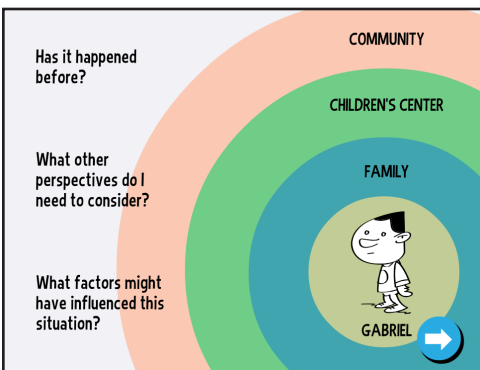 Has it happened
before?
What other
perspectives do I
need to consider?
What factors might
have influenced this
situation?
COMMUNITY
CHILDREN'S CENTER
FAMILY
GABRIEL